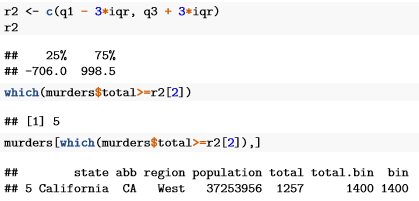 r2 <- c(q1 - 3*iqr, q3 + 3*iqr)
r2
##    25%   75%
## -706.0 998.5
which(murders$total>=r2[2])
## [1] 5
murders[which(murders$total>=r2[2]),]
##        state abb region population total total.bin  bin
## 5 California  CA   West   37253956  1257      1400 1400